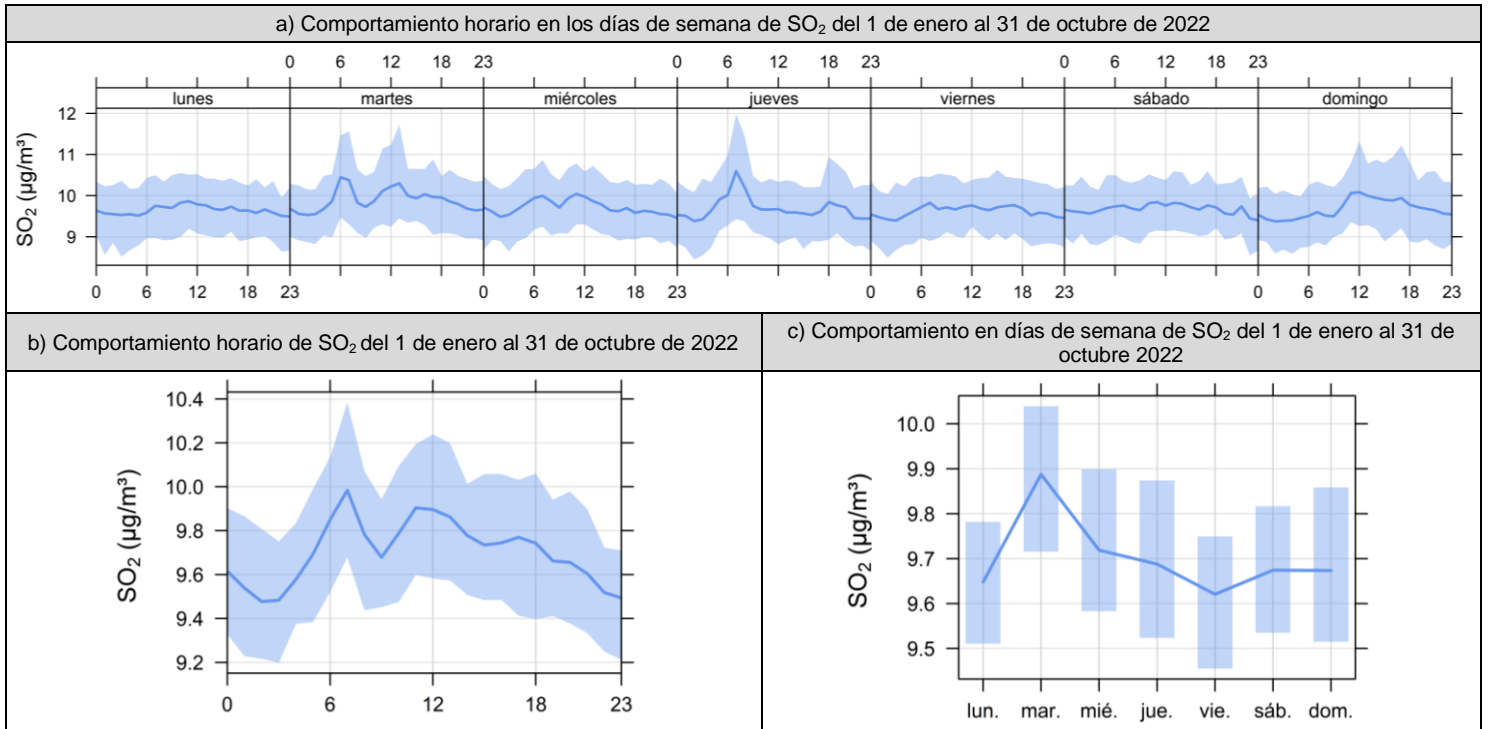 a) Comportamiento horario en los días de semana de SO₂ del 1 de enero al 31 de octubre de 2022
0 6 12 18 23 0 6 12 18 23 0 6 12 18 23
lunes martes miércoles jueves viernes sábado domingo
SO₂ (µg/m³)
12
11
10
9
0 6 12 18 23 0 6 12 18 23 0 6 12 18 23 0 6 12 18 23
b) Comportamiento horario de SO₂ del 1 de enero al 31 de octubre de 2022
SO₂ (µg/m³)
10.4
10.2
10.0
9.8
9.6
9.4
9.2
0 6 12 18 23
c) Comportamiento en días de semana de SO₂ del 1 de enero al 31 de
octubre 2022
SO₂ (µg/m³)
10.0
9.9
9.8
9.7
9.6
9.5
lun. mar. mié. jue. vie. sáb. dom.